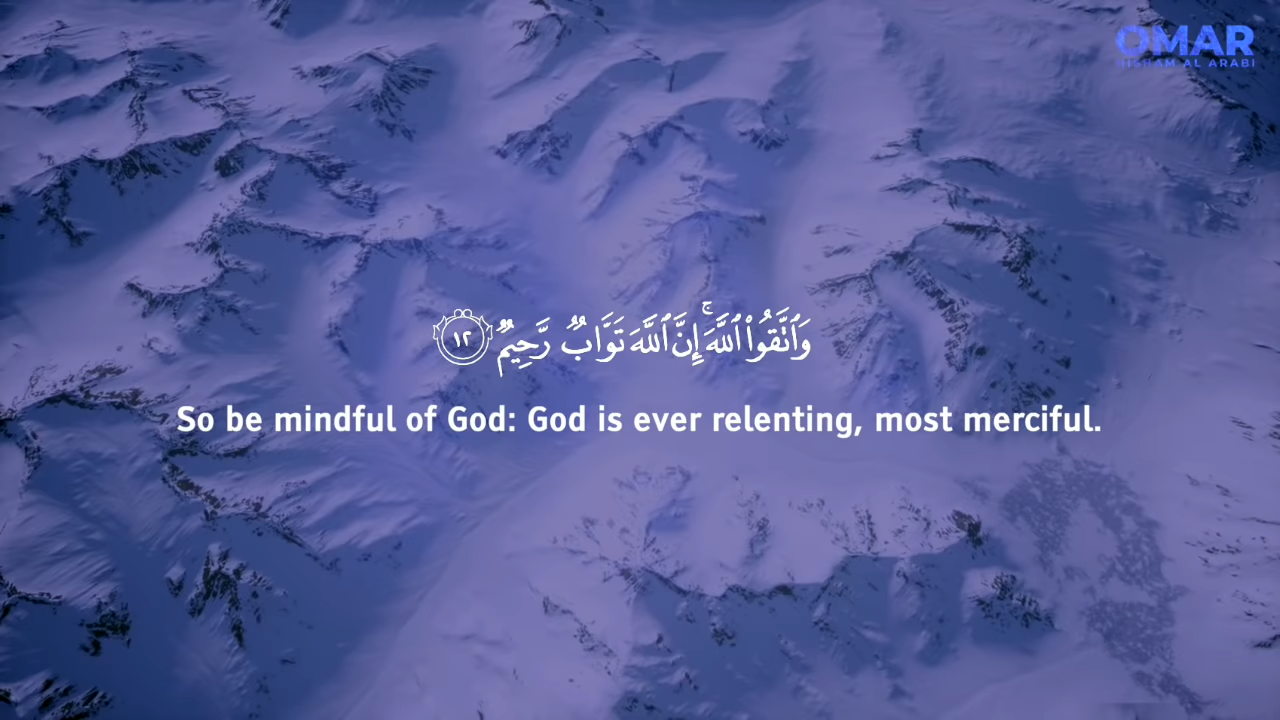 OMAR
HISHAM AL ARABI
وَٱتَّقُوا۟ ٱللَّهَ ۚ إِنَّ ٱللَّهَ تَوَّابٌ رَّحِيمٌ ١٢
So be mindful of God: God is ever relenting, most merciful.